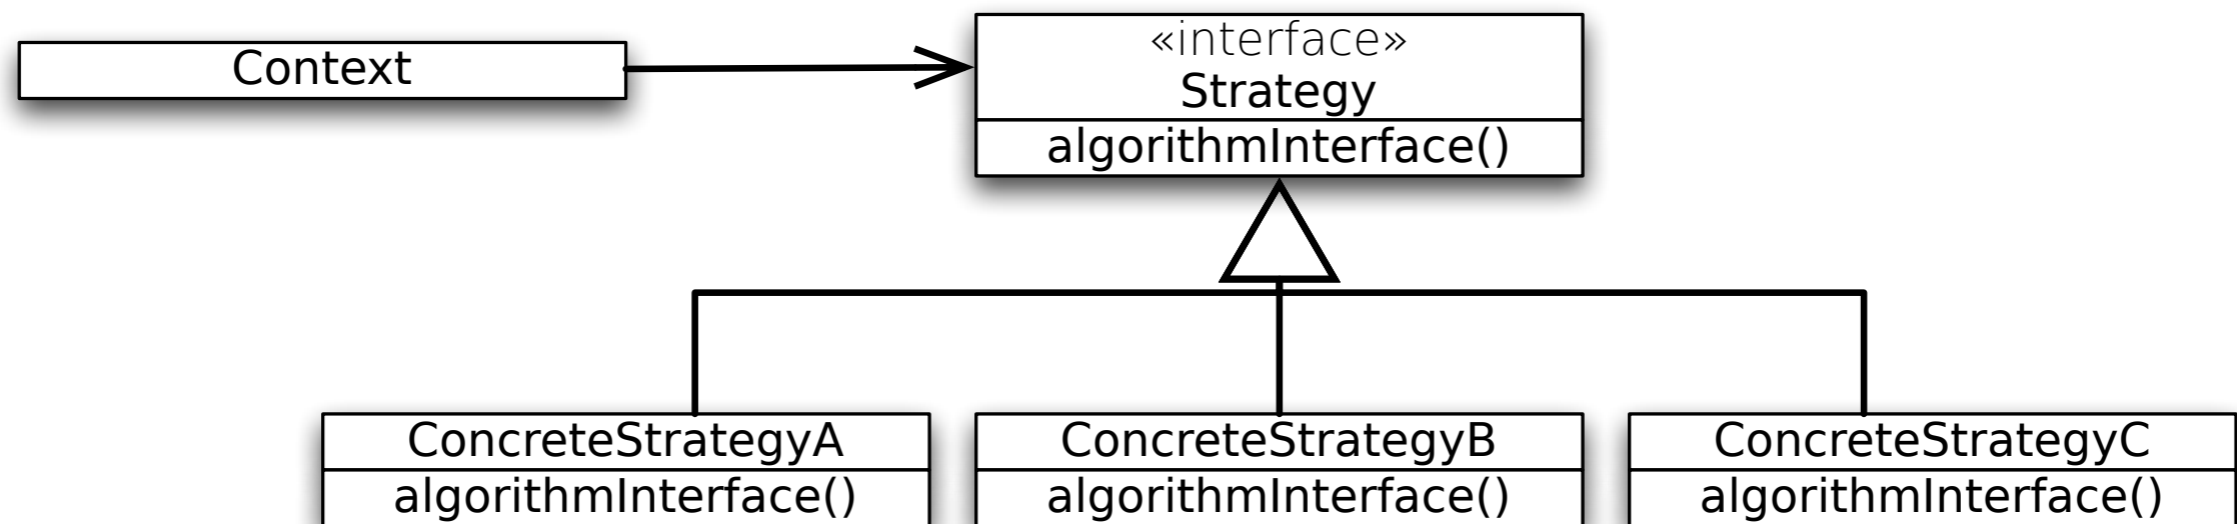 Context
«interface»
Strategy
algorithmInterface()
ConcreteStrategyA
algorithmInterface()
ConcreteStrategyB
algorithmInterface()
ConcreteStrategyC
algorithmInterface()